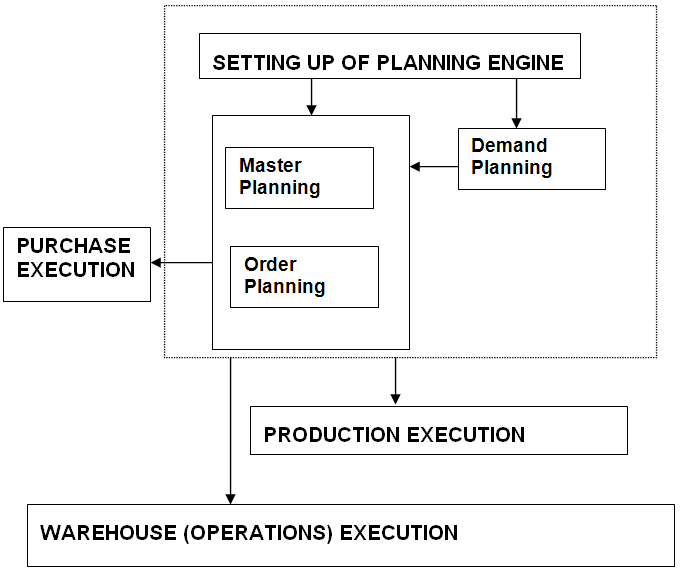 SETTING UP OF PLANNING ENGINE
Demand
Planning
Master
Planning
Order
Planning
PURCHASE
EXECUTION
PRODUCTION EXECUTION
WAREHOUSE (OPERATIONS) EXECUTION